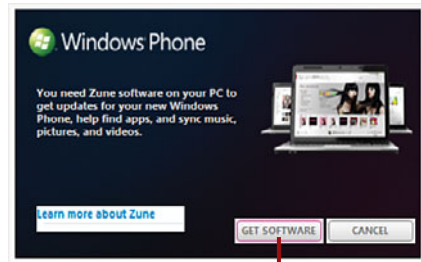 Windows Phone
You need Zune software on your PC to
get updates for your new Windows
Phone, help find apps, and sync music,
pictures, and videos.
Learn more about Zune
GET SOFTWARE
CANCEL